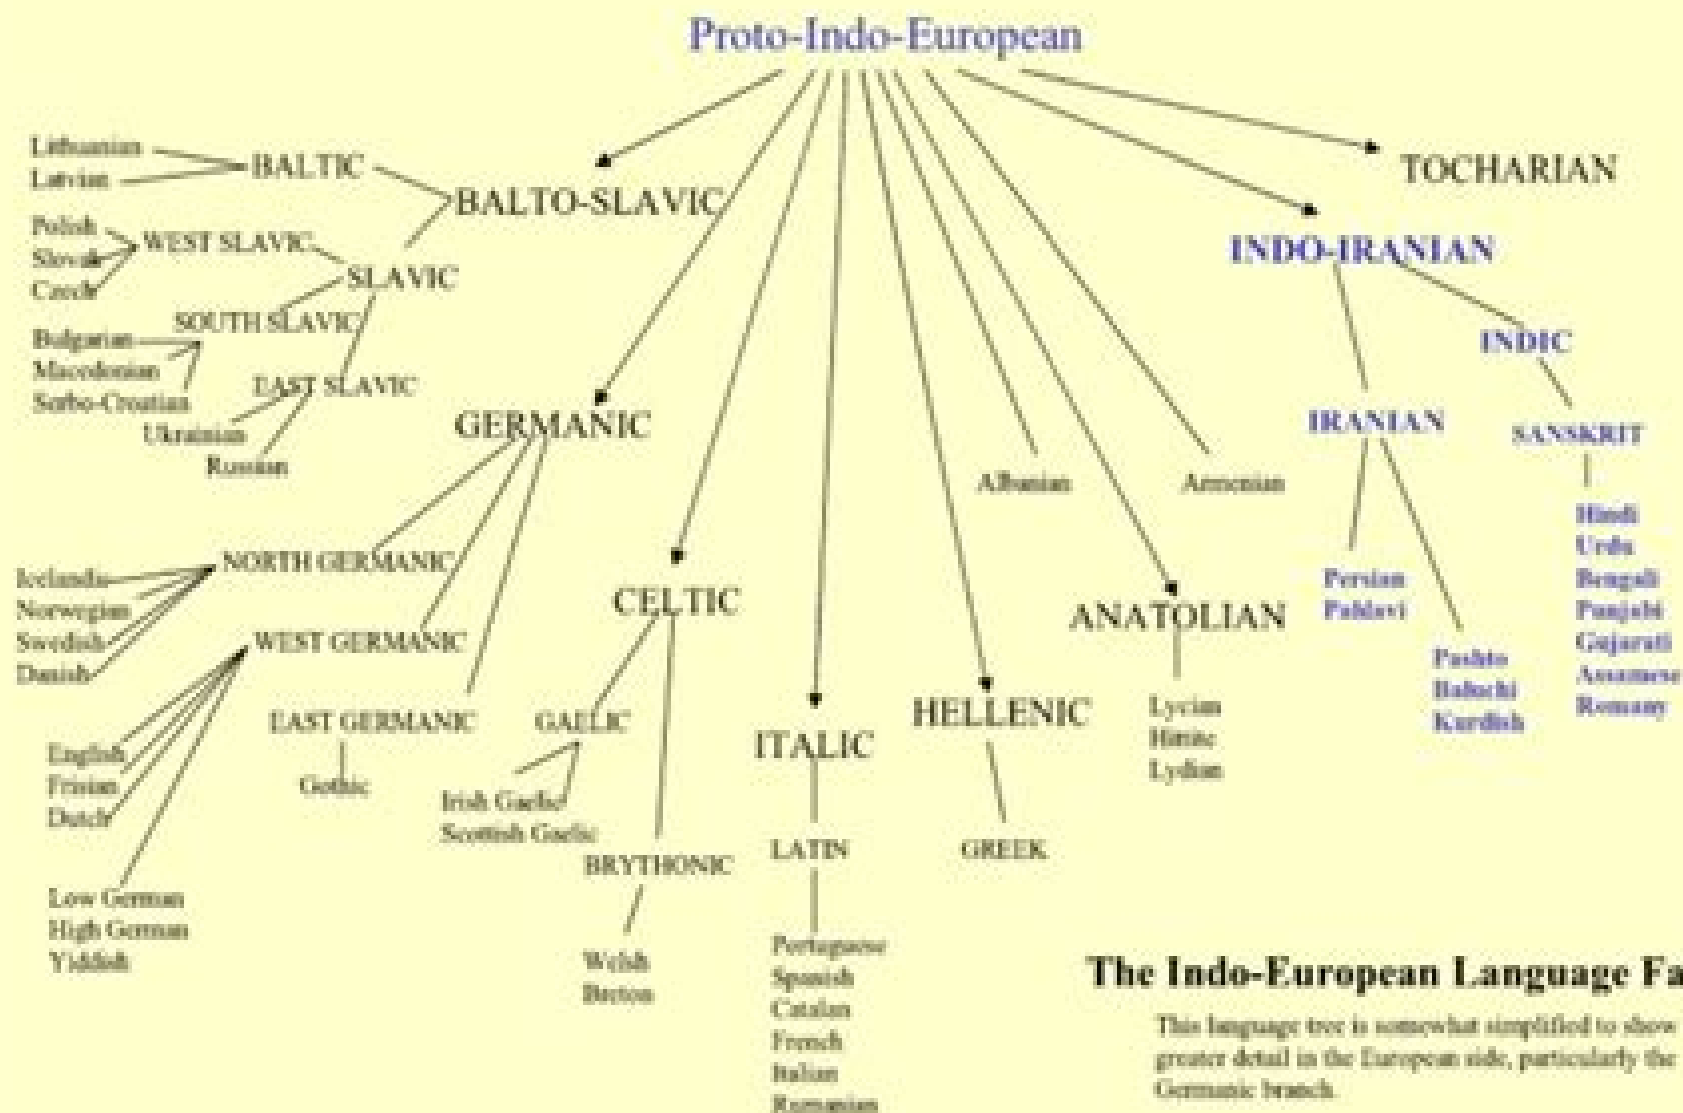 Proto-Indo-European
Lithuanian
Latvian
BALTIC
BALTO-SLAVIC
TOCHARIAN
Polish
Slovak
Czech
WEST SLAVIC
SLAVIC
INDO-IRANIAN
SOUTH SLAVIC
Bulgarian
Macedonian
Serbo-Croatian
EAST SLAVIC
Ukrainian
Russian
INDIC
IRANIAN
SANSKRIT
GERMANIC
Albanian
Armenian
Hindi
Urdu
Bengali
Punjabi
Gujarati
Assamese
Romany
Persian
Pahlavi
Pashto
Baluchi
Kurdish
NORTH GERMANIC
Norwegian
Swedish
Danish
WEST GERMANIC
CELTIC
ANATOLIAN
Lycian
Hittite
Lydian
EAST GERMANIC
Gothic
GAELIC
Irish Gaelic
Scottish Gaelic
ITALIC
HELLENIC
English
Frisian
Dutch
BRYTHONIC
LATIN
GREEK
Low German
High German
Yiddish
Welsh
Breton
Portuguese
Spanish
Catalan
French
Italian
Rumanian
The Indo-European Language Fa
This language tree is somewhat simplified to show
greater detail in the European side, particularly the
Germanic branch.